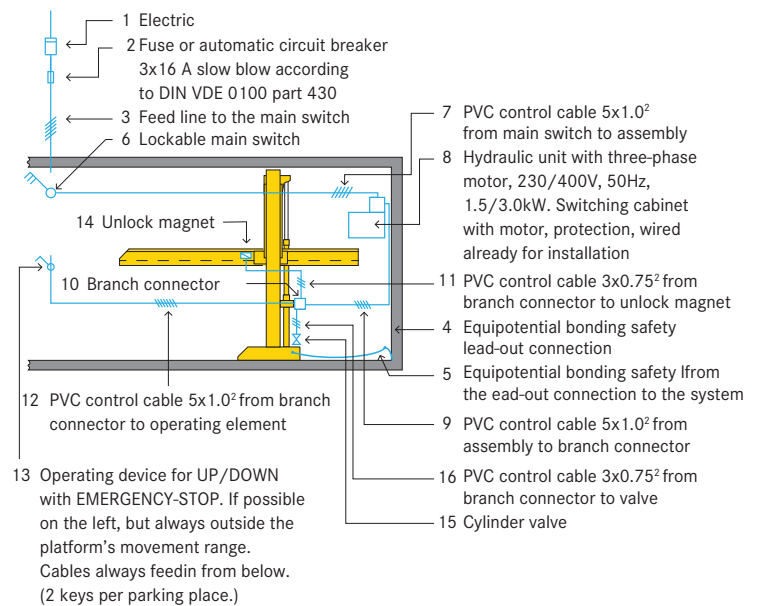 1 Electric
2 Fuse or automatic circuit breaker
3x16 A slow blow according
to DIN VDE 0100 part 430
3 Feed line to the main switch
6 Lockable main switch
14 Unlock magnet
10 Branch connector
12 PVC control cable 5x1.0² from branch
connector to operating element
13 Operating device for UP/DOWN
with EMERGENCY-STOP. If possible
on the left, but always outside the
platform's movement range.
Cables always feedin from below.
(2 keys per parking place.)
7 PVC control cable 5x1.0²
from main switch to assembly
8 Hydraulic unit with three-phase
motor, 230/400V, 50Hz,
1.5/3.0kW. Switching cabinet
with motor, protection, wired
already for installation
11 PVC control cable 3x0.75² from
branch connector to unlock magnet
4 Equipotential bonding safety
lead-out connection
5 Equipotential bonding safety lfrom
the ead-out connection to the system
9 PVC control cable 5x1.0² from
assembly to branch connector
16 PVC control cable 3x0.75² from
branch connector to valve
15 Cylinder valve